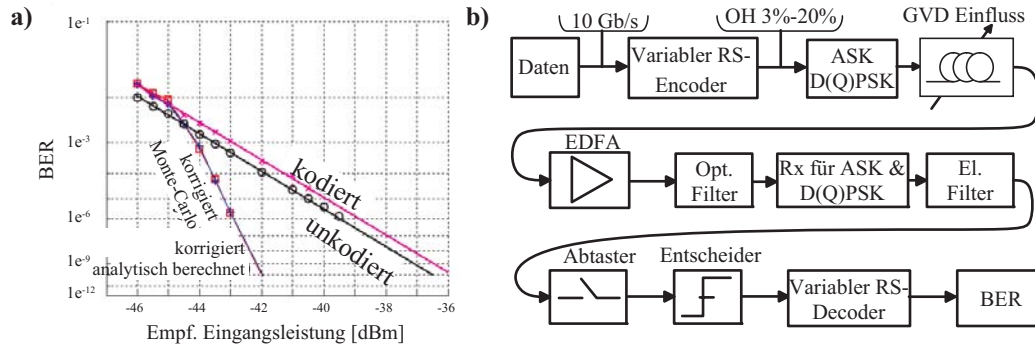 a)
BER
1e-1
1e-3
1e-6
1e-9
1e-12
-46
-44
-42
-40
-38
-36
Empf. Eingangsleistung [dBm]
kodiert
unkodiert
korrigiert
Monte-Carlo
korrigiert
analytisch berechnet
b)
10 Gb/s
OH 3%-20%
GVD Einfluss
Daten
Variabler RS-
Encoder
ASK
D(Q)PSK
EDFA
Opt.
Filter
Rx für ASK &
D(Q)PSK
El.
Filter
Abtaster
Entscheider
Variabler RS-
Decoder
BER